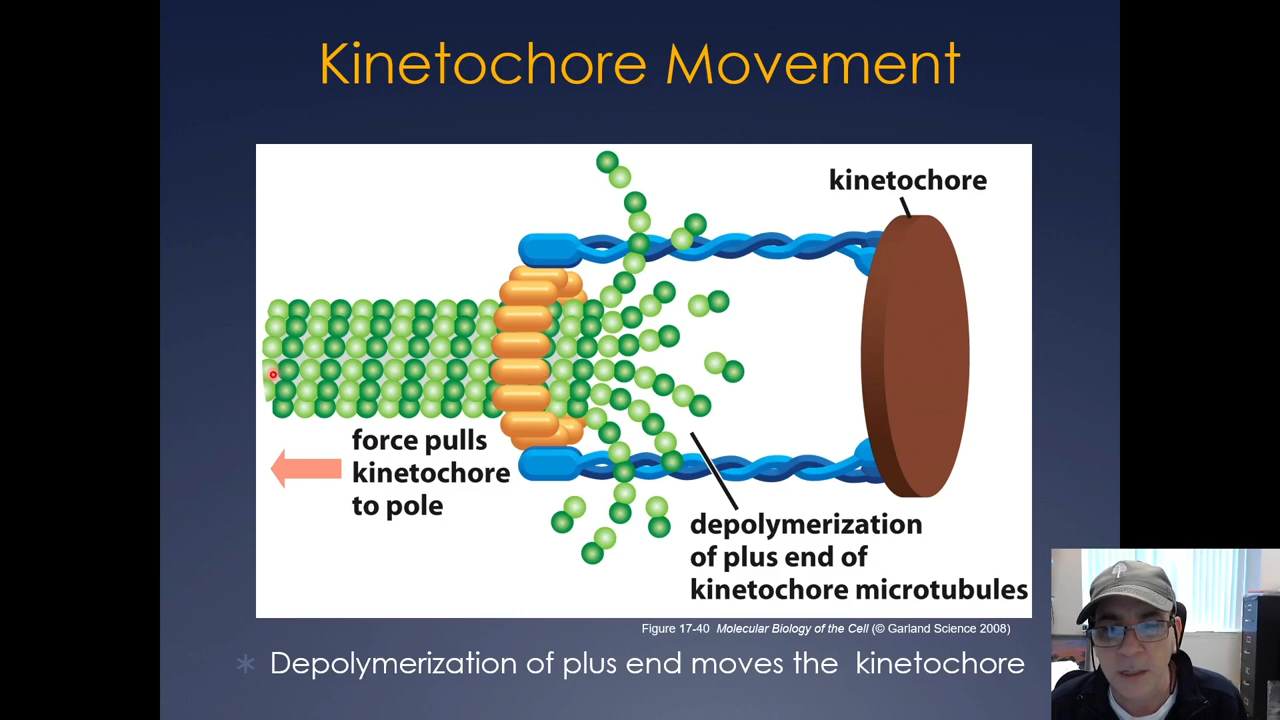 Kinetochore Movement
kinetochore
force pulls
kinetochore
to pole
depolymerization
of plus end of
kinetochore microtubules
Figure 17-40 Molecular Biology of the Cell (© Garland Science 2008)
Depolymerization of plus end moves the kinetochore